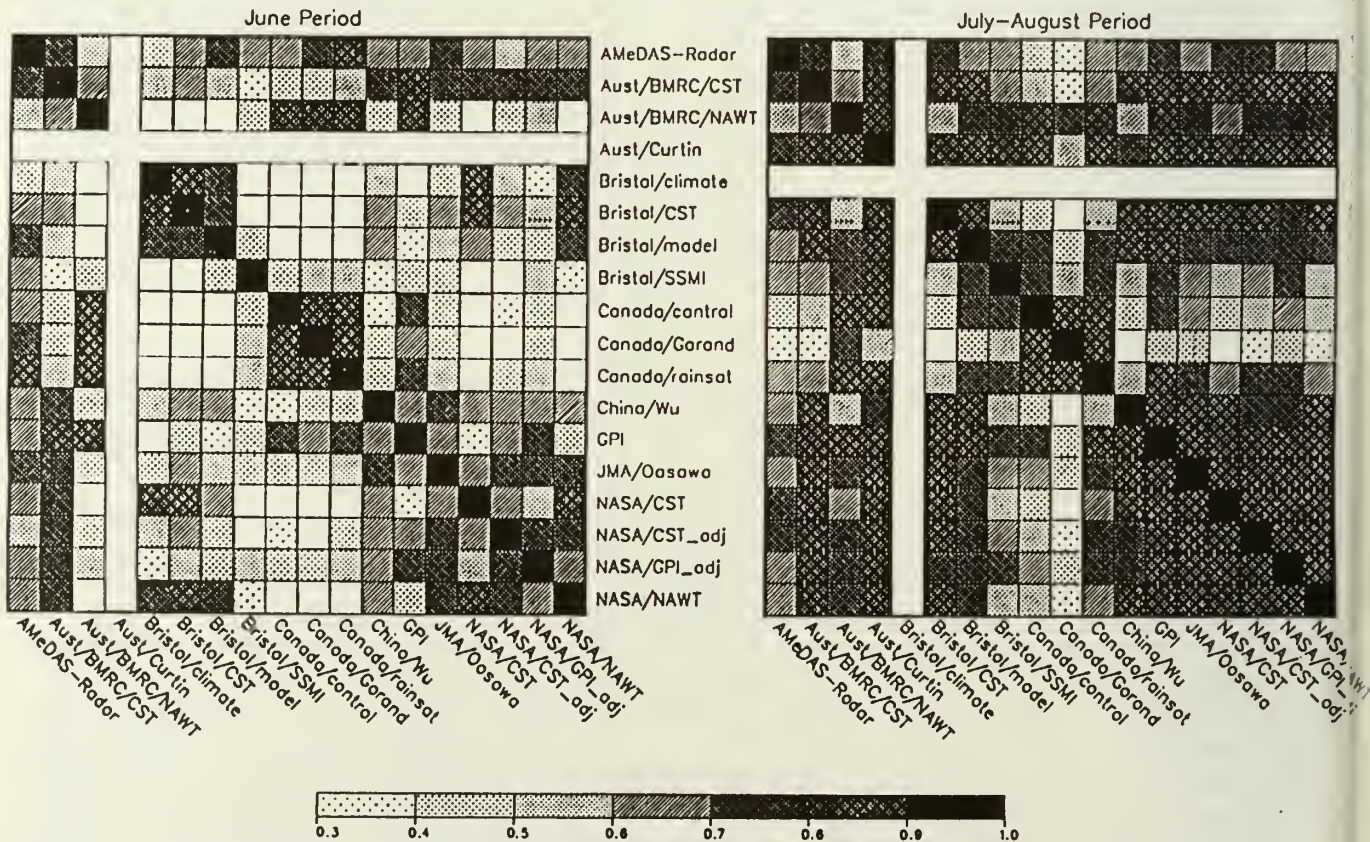 June Period
July-August Period
AMeDAS-Radar
Aust/BMRC/CST
Aust/BMRC/NAWT
Aust/Curtin
Bristol/climate
Bristol/CST
Bristol/model
Bristol/SSMI
Canada/control
Canada/Garand
Canada/rainsat
China/Wu
GPI
JMA/Oosawa
NASA/CST
NASA/CST_adj
NASA/GPI_adj
NASA/NAWT
AMeDAS-Radar
Aust/BMRC/CST
Aust/BMRC/NAWT
Aust/Curtin
Bristol/climate
Bristol/CST
Bristol/model
Bristol/SSMI
Canada/control
Canada/Garand
Canada/rainsat
China/Wu
GPI
JMA/Oosawa
NASA/CST
NASA/CST_adj
NASA/GPI_adj
NASA/NAWT
AMeDAS-Radar
Aust/BMRC/CST
Aust/BMRC/NAWT
Aust/Curtin
Bristol/climate
Bristol/CST
Bristol/model
Bristol/SSMI
Canada/control
Canada/Garand
Canada/rainsat
China/Wu
GPI
JMA/Oosawa
NASA/CST
NASA/CST_adj
0.3 0.4 0.5 0.6 0.7 0.8 0.9 1.0